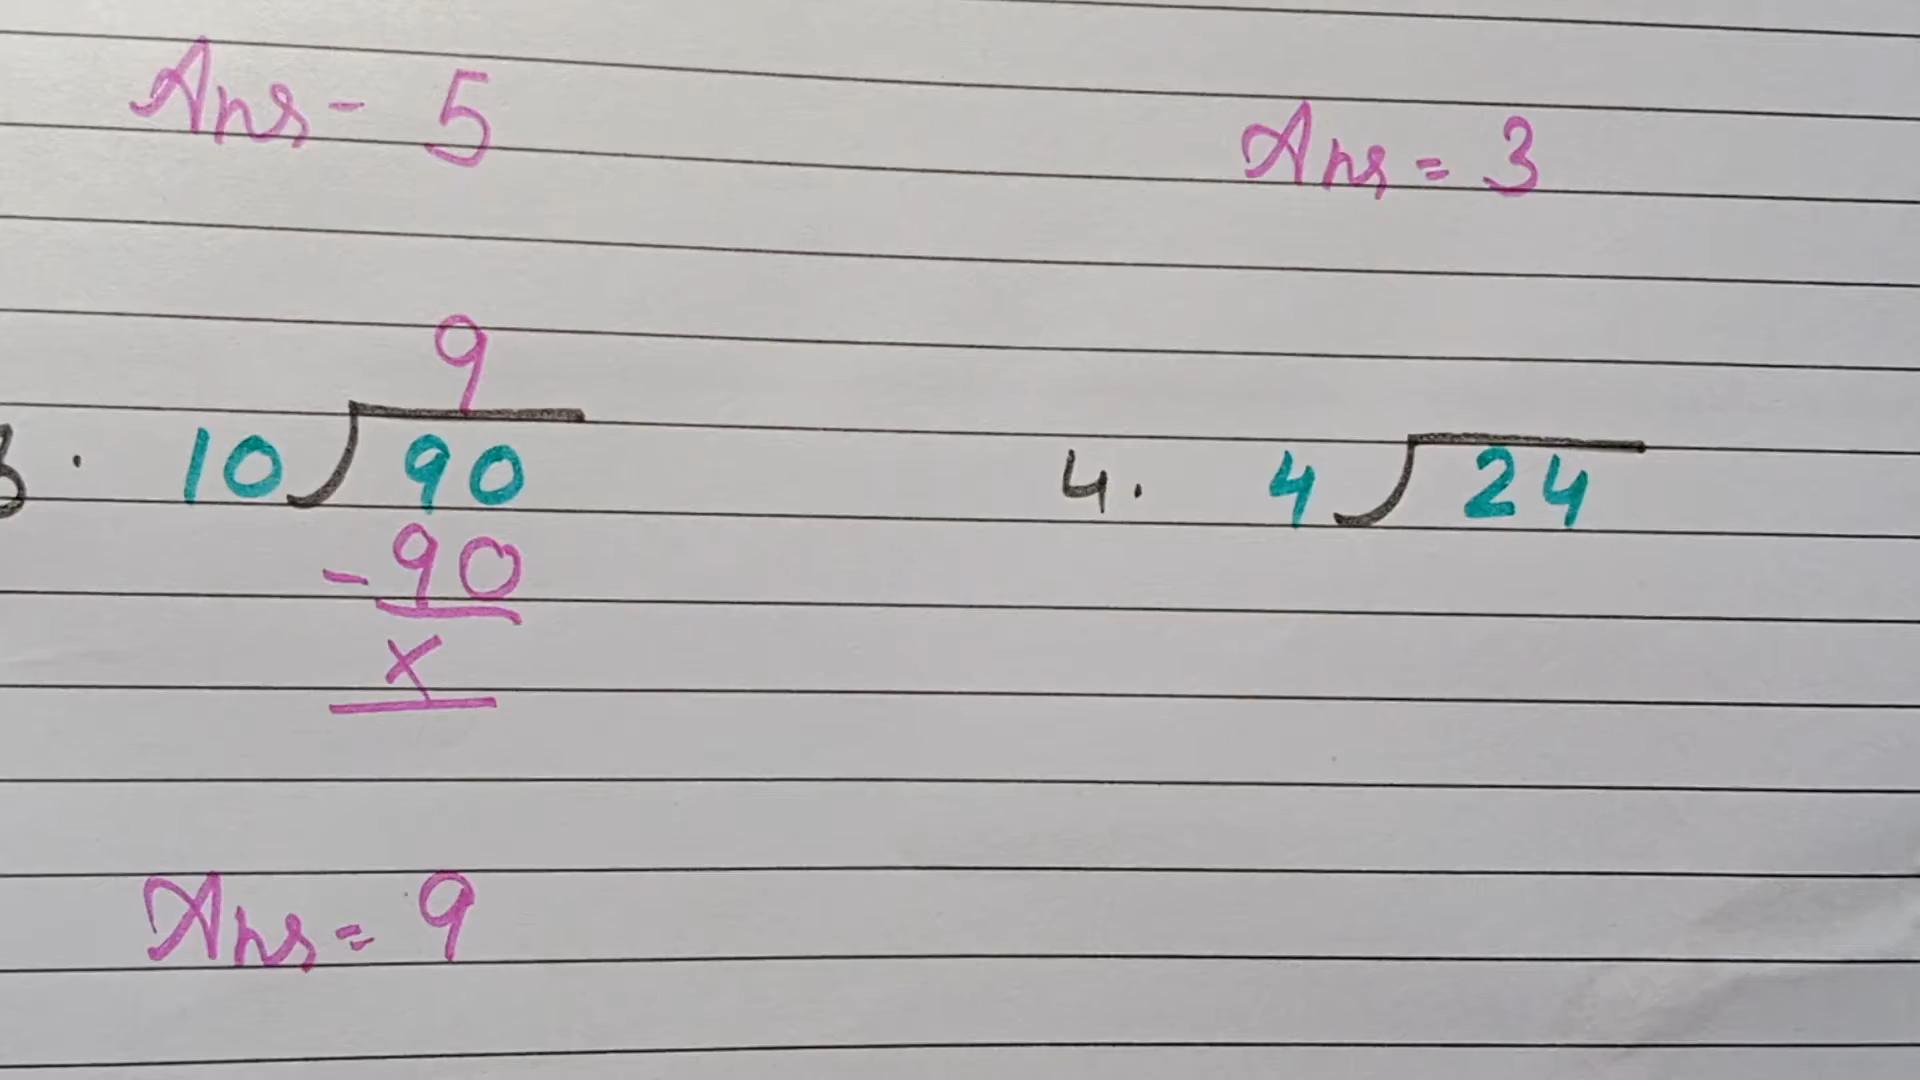 Ans - 5
Ans = 3
9
3. 10 90
4. 4 24
- 90
x
Ans = 9